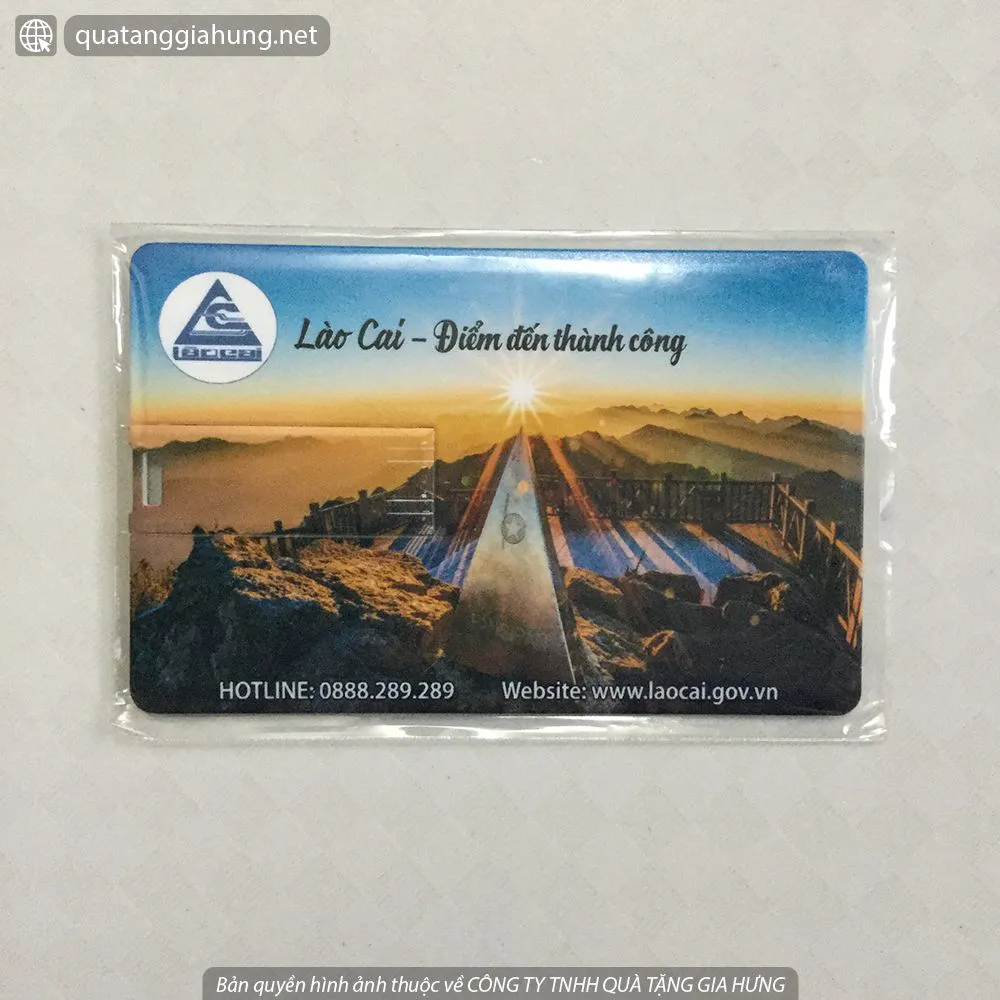 quatanggiahung.net
Lào Cai – Điểm đến thành công
LAOCAI
HOTLINE: 0888.289.289
Website: www.laocai.gov.vn
Bản quyền hình ảnh thuộc về CÔNG TY TNHH QUÀ TẶNG GIA HƯNG